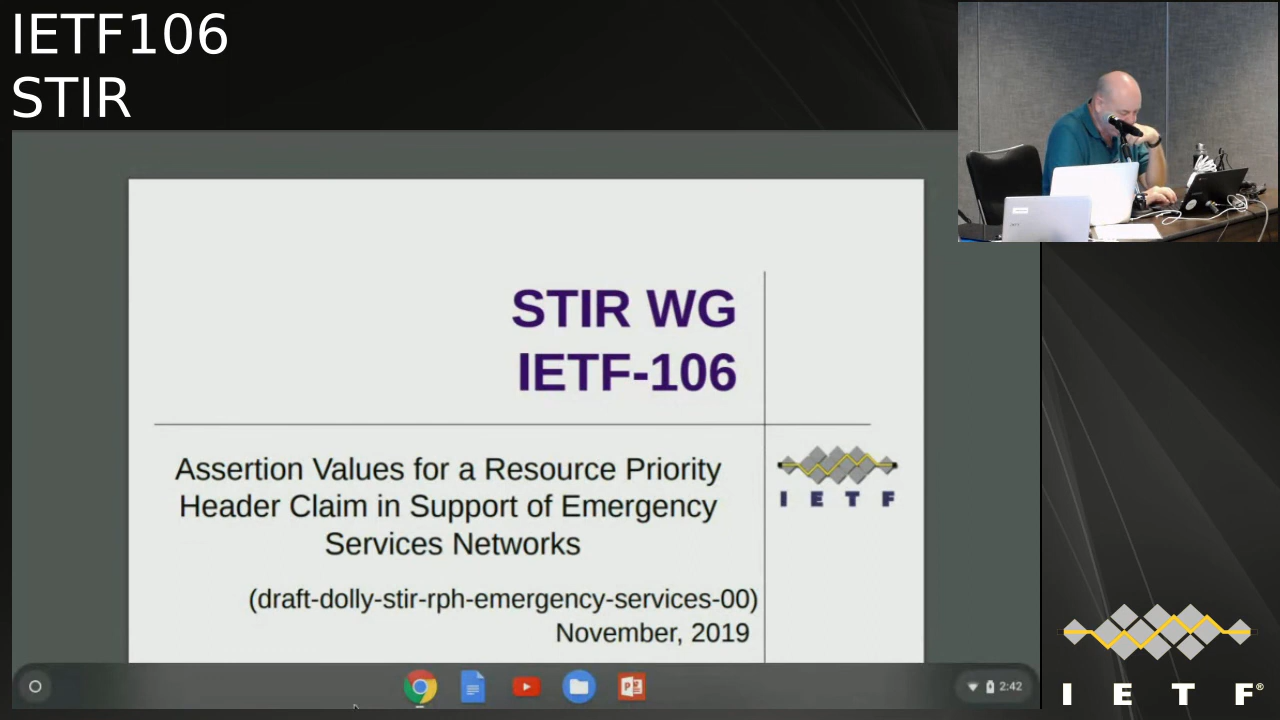 IETF106
STIR
STIR WG
IETF-106
Assertion Values for a Resource Priority
Header Claim in Support of Emergency
Services Networks
I E T F
(draft-dolly-stir-rph-emergency-services-00)
November, 2019
2:42
I E T F®